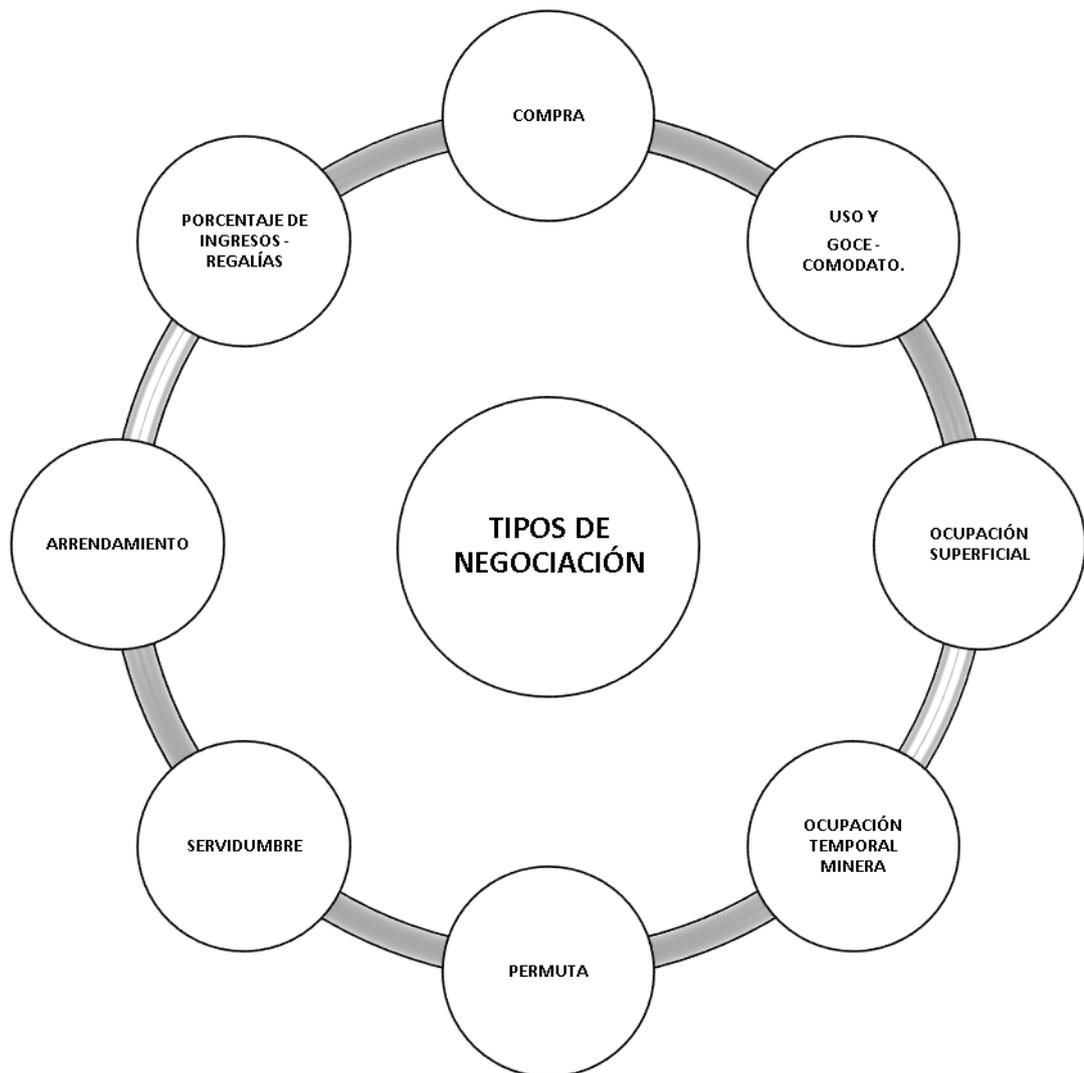 COMPRA
USO Y
GOCE -
COMODATO.
OCUPACIÓN
SUPERFICIAL
OCUPACIÓN
TEMPORAL
MINERA
PERMUTA
SERVIDUMBRE
ARRENDAMIENTO
PORCENTAJE DE
INGRESOS -
REGALÍAS
TIPOS DE
NEGOCIACIÓN